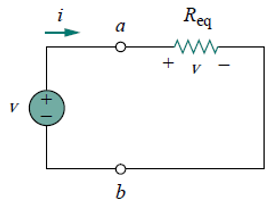 i
a
R_eq
+ v −
v + −
b